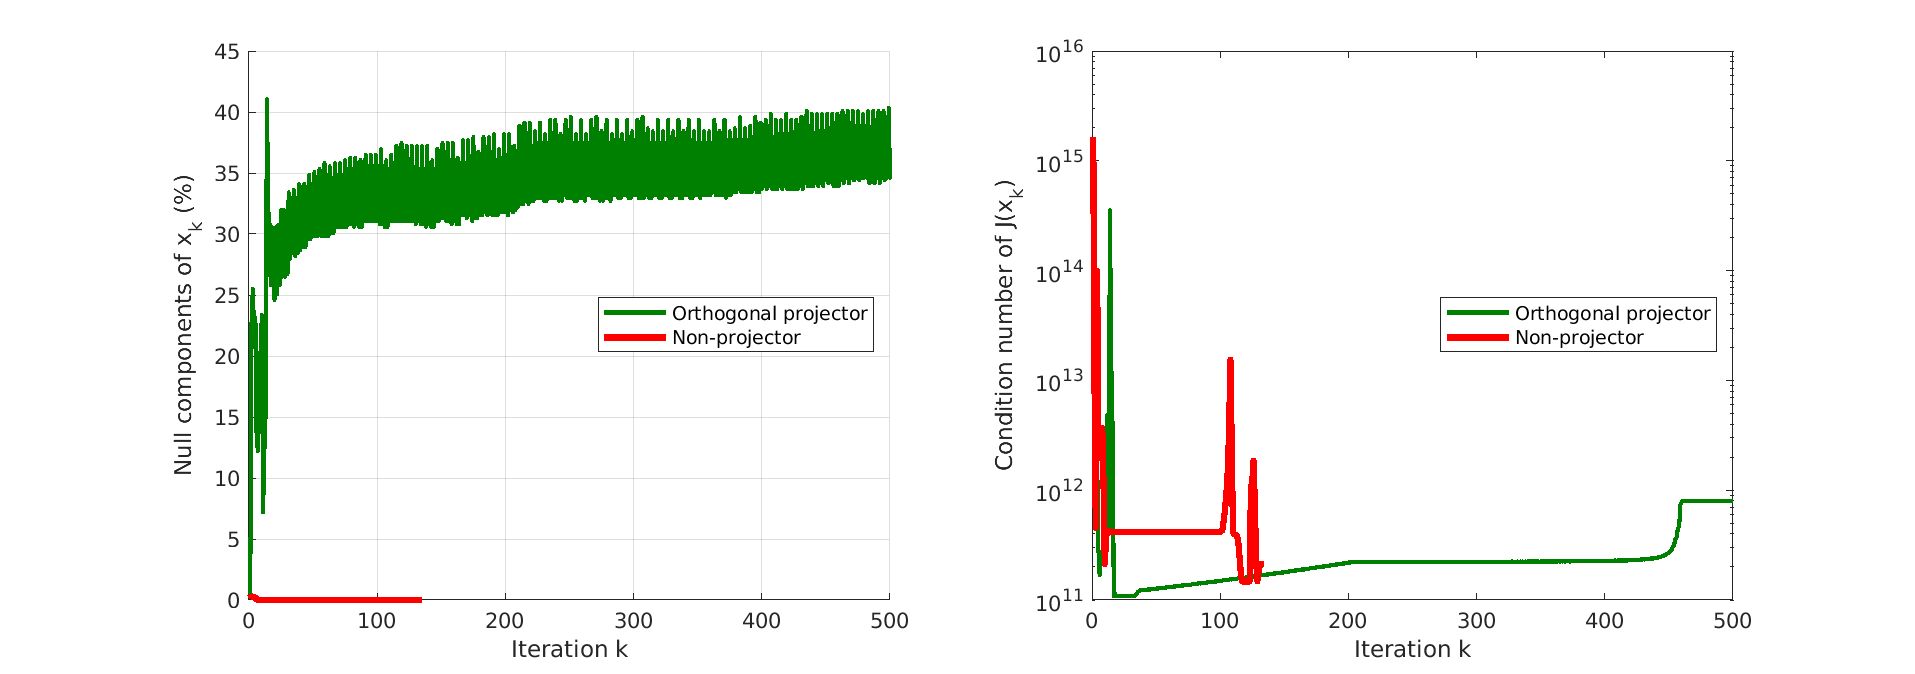 45
40
35
30
25
20
15
10
5
0
Null components of x_k (%)
0 100 200 300 400 500
Iteration k
Orthogonal projector
Non-projector
10^16
10^15
10^14
10^13
10^12
10^11
Condition number of J(x_k)
0 100 200 300 400 500
Iteration k
Orthogonal projector
Non-projector